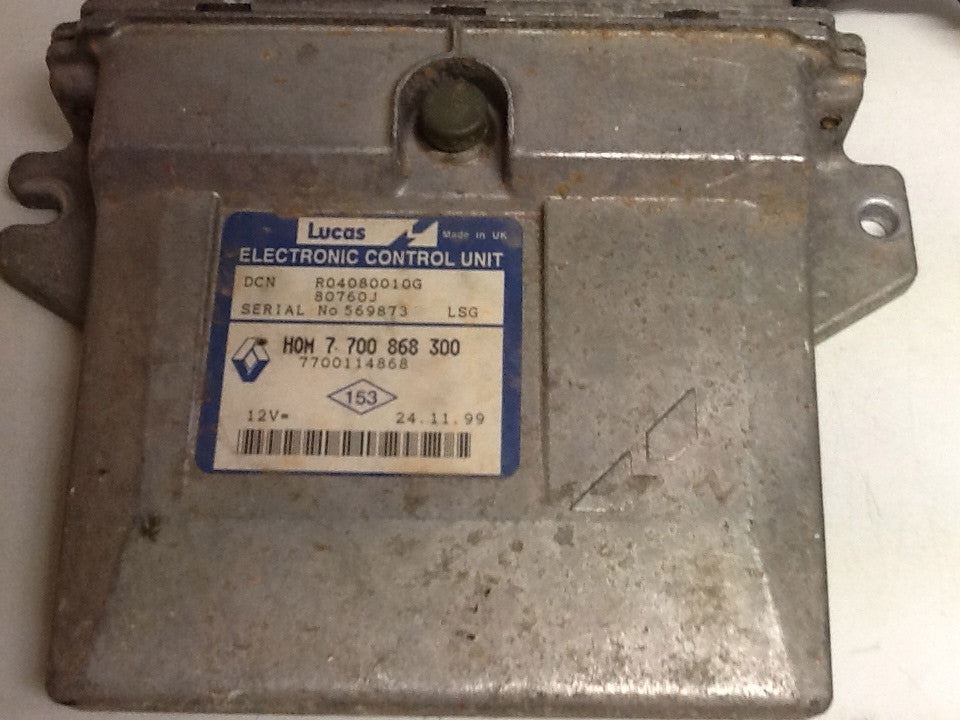 Lucas Made in UK
ELECTRONIC CONTROL UNIT
DCN R04080010G
80760J
SERIAL No 569873 LSG
HOM 7 700 868 300
7700114868
153
12V= 24.11.99